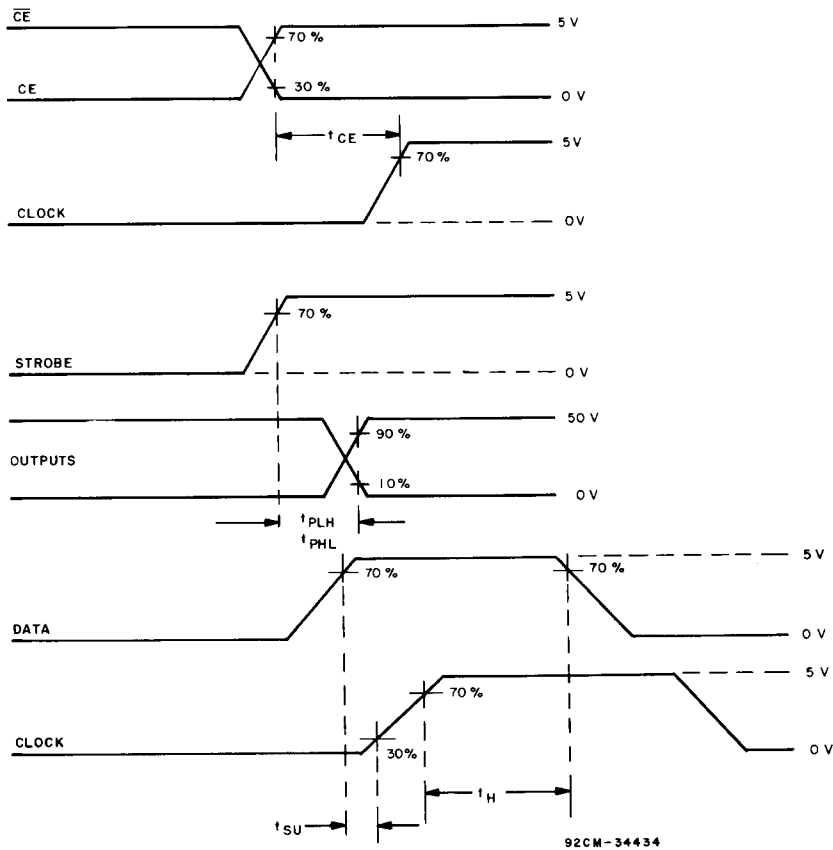 CE
5 V
70 %
30 %
CE
0 V
t CE
5V
70 %
CLOCK
0V
5 V
70 %
STROBE
0 V
50 V
90 %
OUTPUTS
10 %
0 V
t PLH
t PHL
5 V
70 %
70 %
DATA
0 V
5 V
70 %
CLOCK
30%
0 V
t H
t SU
92CM-34434